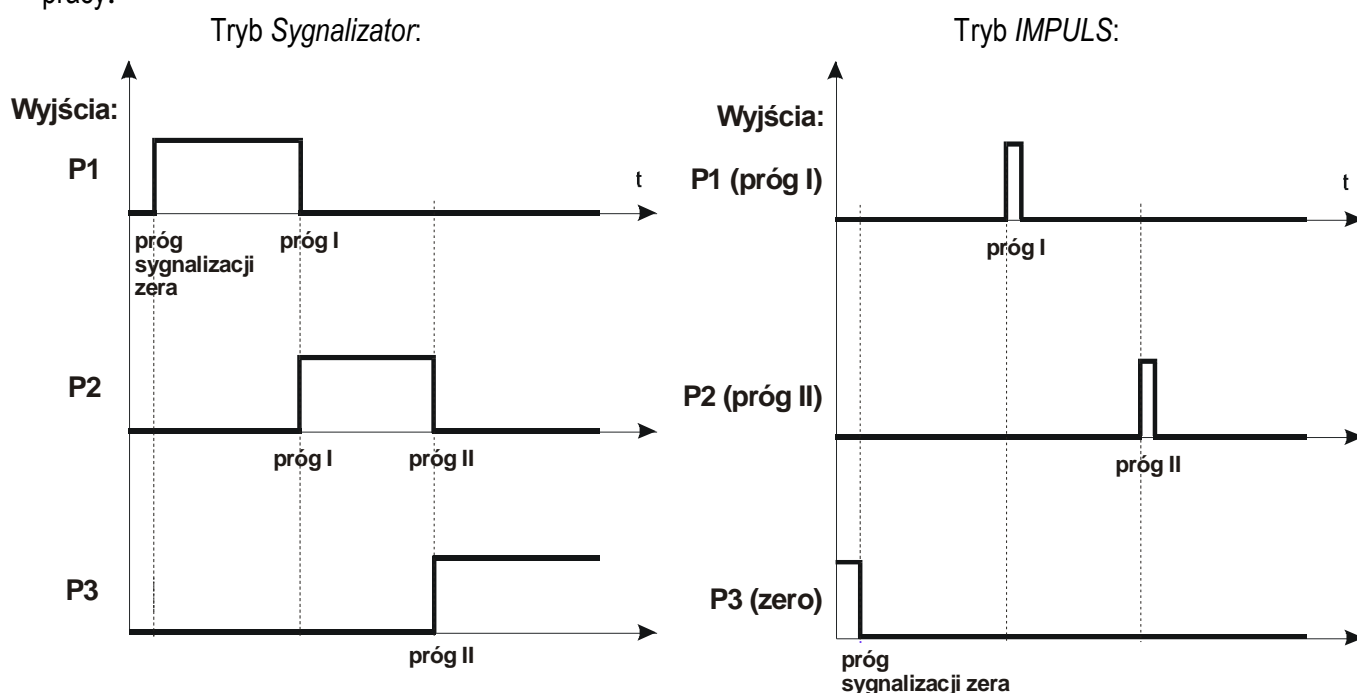 pracy:
Tryb Sygnalizator:
Wyjścia:
P1
t
próg
sygnalizacji
zera
próg I
P2
próg I
próg II
P3
próg II
Tryb IMPULS:
Wyjścia:
P1 (próg I)
t
próg I
P2 (próg II)
próg II
P3 (zero)
próg
sygnalizacji zera